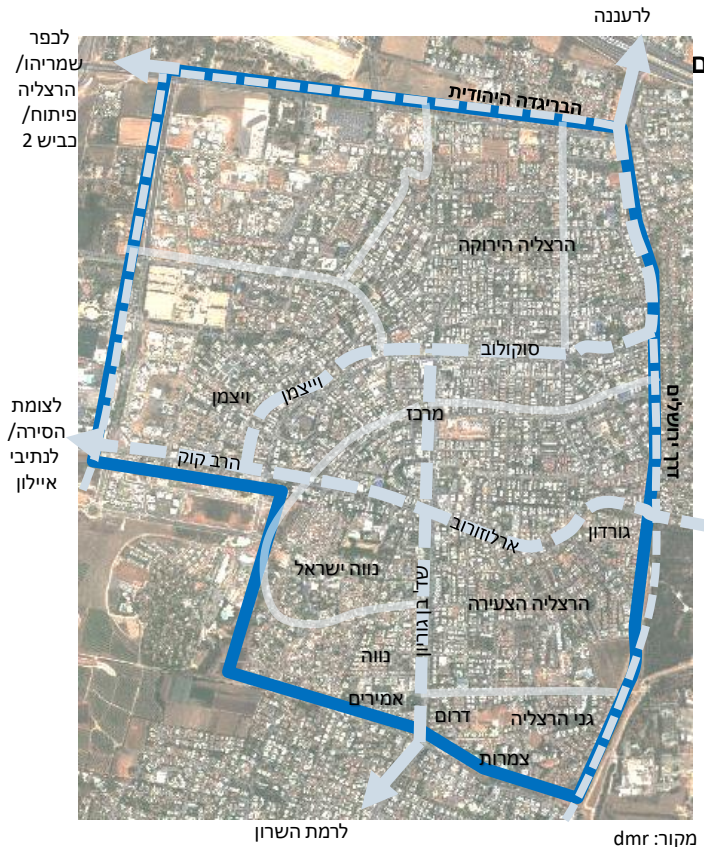 לרעננה
לכפר
שמריהו/
הרצליה
פיתוח/
כביש 2
ם
הבריגדה היהודית
הרצליה הירוקה
סוקולוב
וייצמן
ויצמן
מרכז
דרך ירושלים
לצומת
הסירה/
לנתיבי
איילון
הרב קוק
ארלוזורוב
גורדון
נווה ישראל
שד' בן גוריון
הרצליה הצעירה
נווה
אמירים
דרום
גני הרצליה
צמרות
לרמת השרון
מקור: dmr